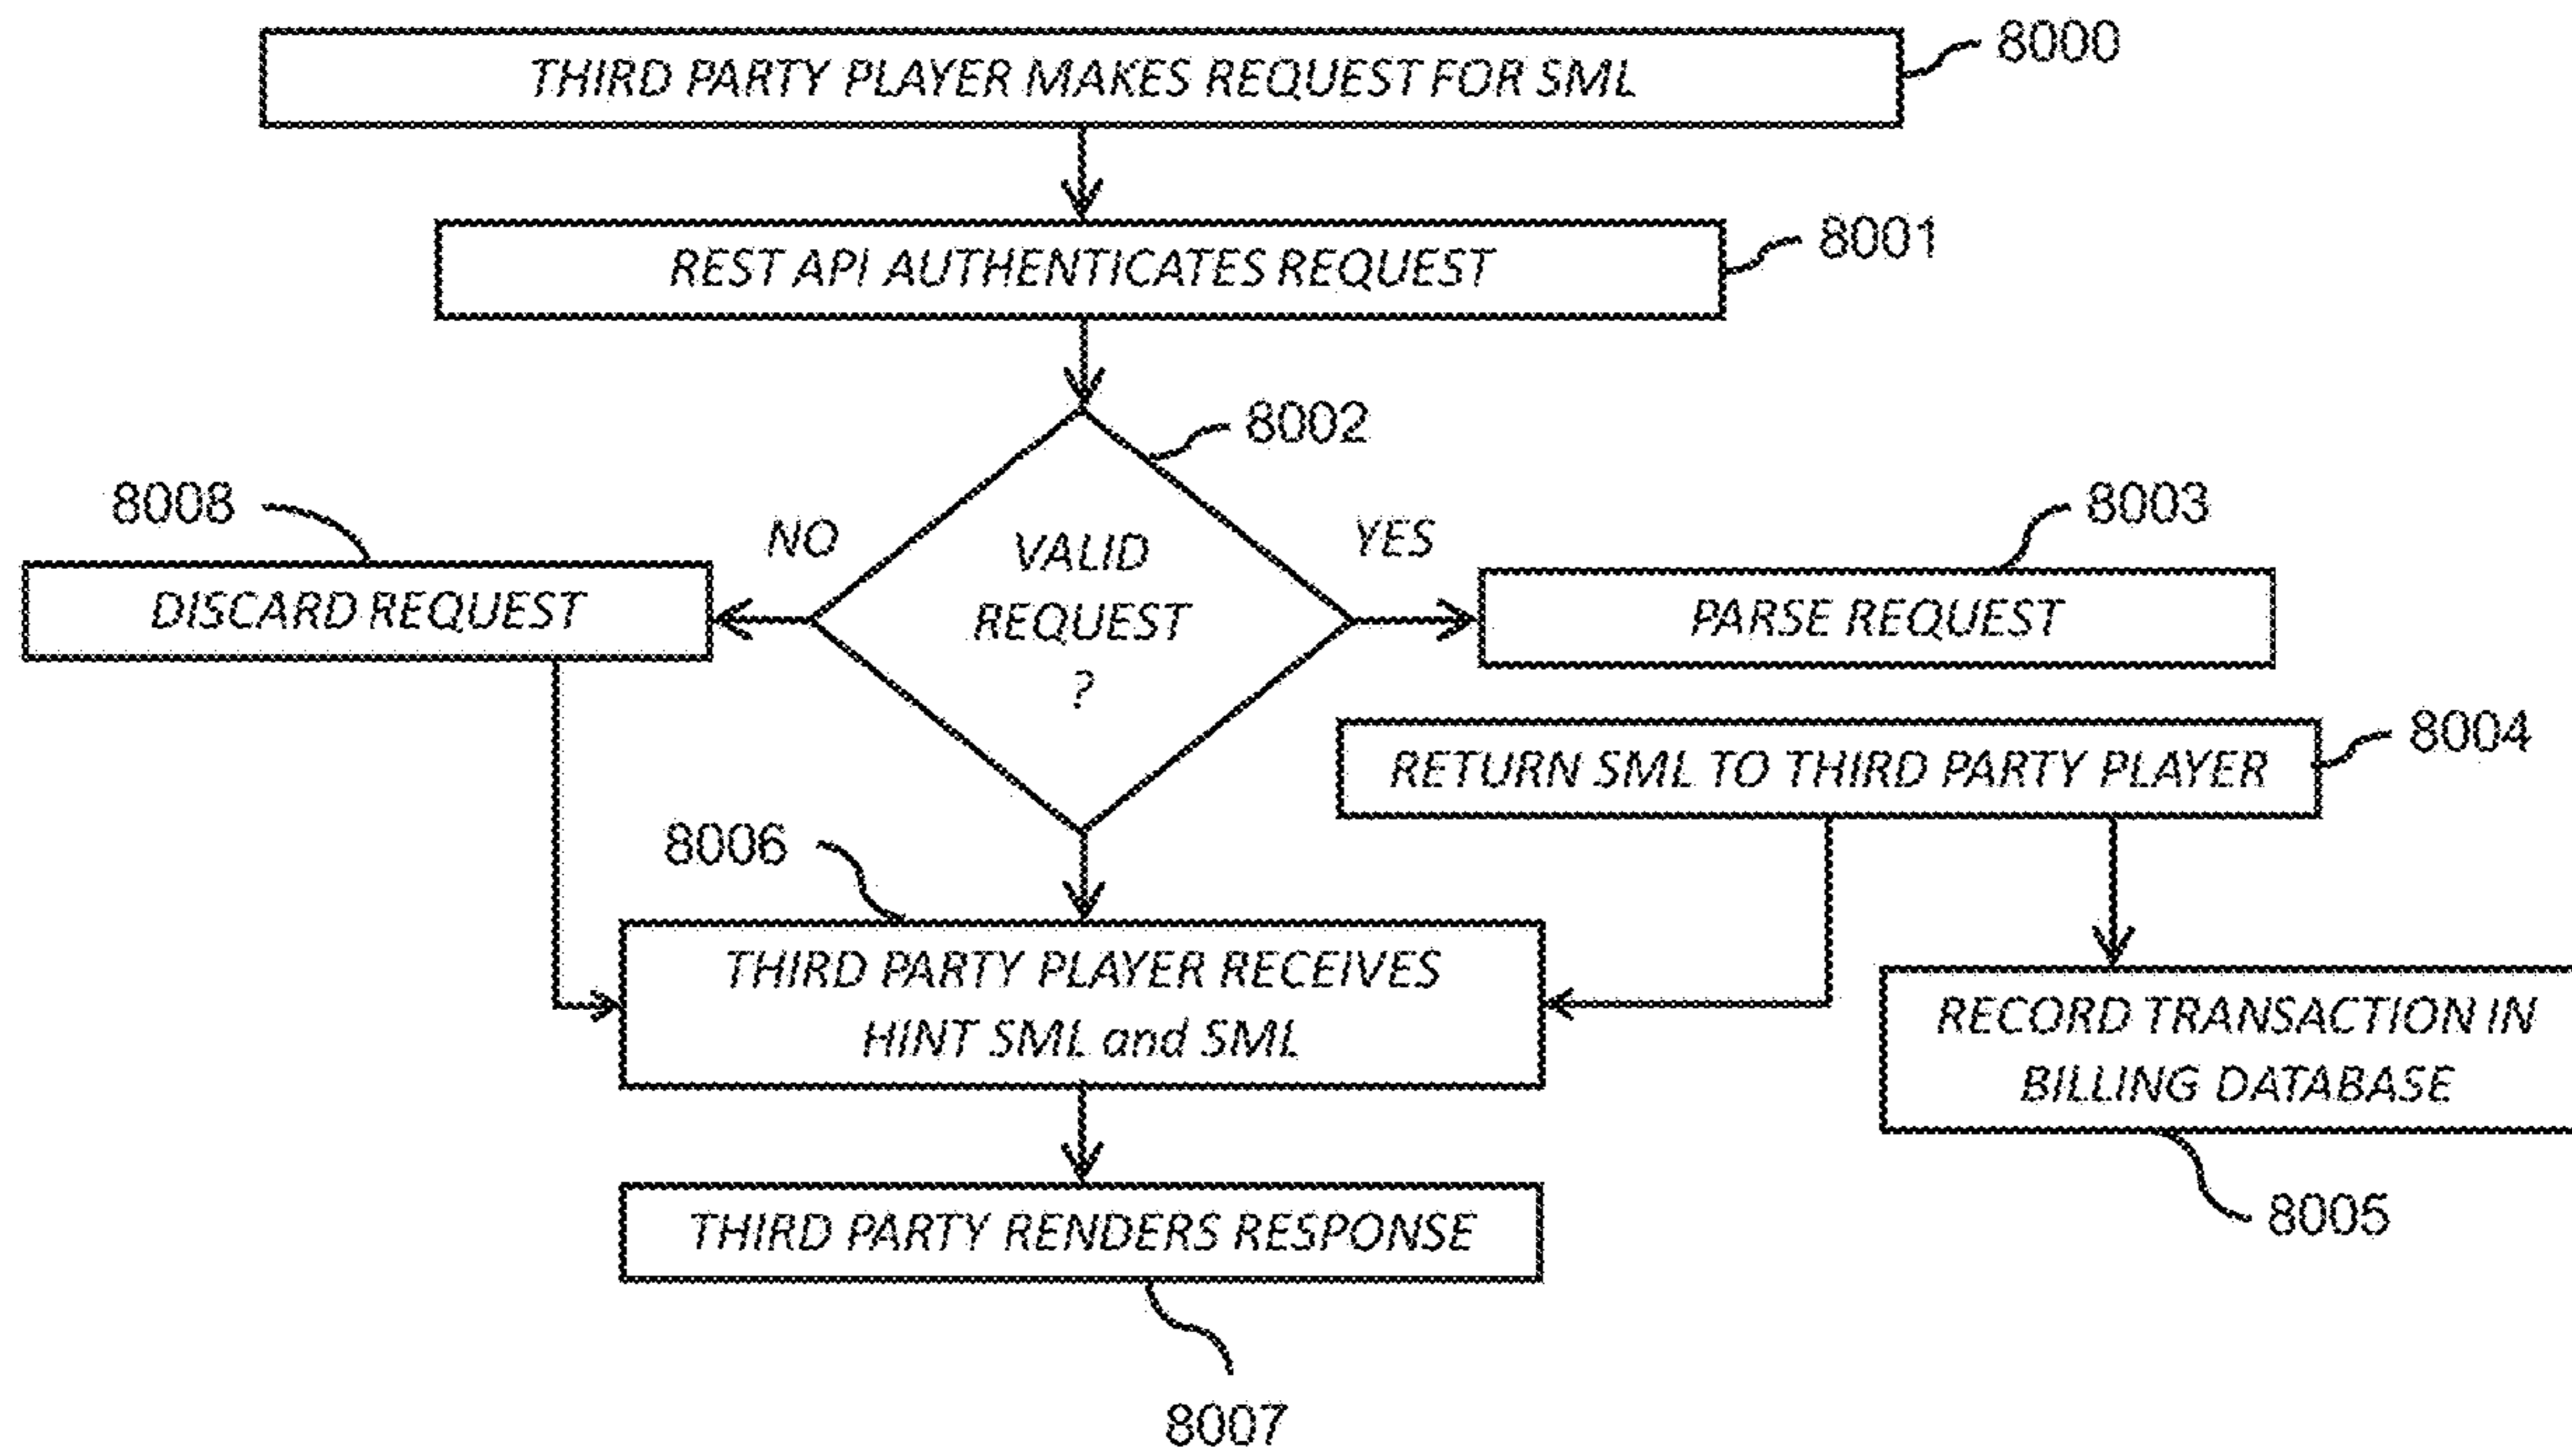 THIRD PARTY PLAYER MAKES REQUEST FOR SML
8000
REST API AUTHENTICATES REQUEST
8001
8002
8008
NO
VALID
REQUEST
?
YES
8003
DISCARD REQUEST
PARSE REQUEST
RETURN SML TO THIRD PARTY PLAYER
8004
8006
THIRD PARTY PLAYER RECEIVES
HINT SML and SML
RECORD TRANSACTION IN
BILLING DATABASE
8005
THIRD PARTY RENDERS RESPONSE
8007